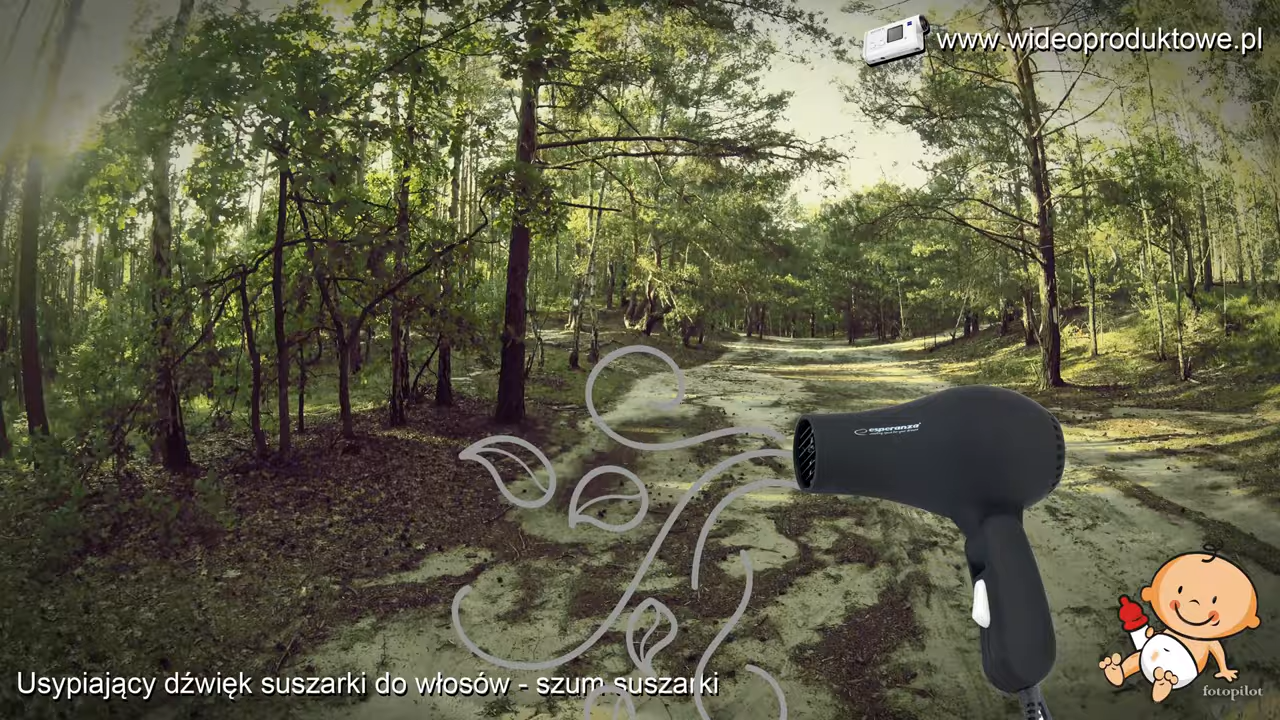 www.wideoproduktowe.pl
esperanza
Usypiający dźwięk suszarki do włosów - szum suszarki
fotopilot